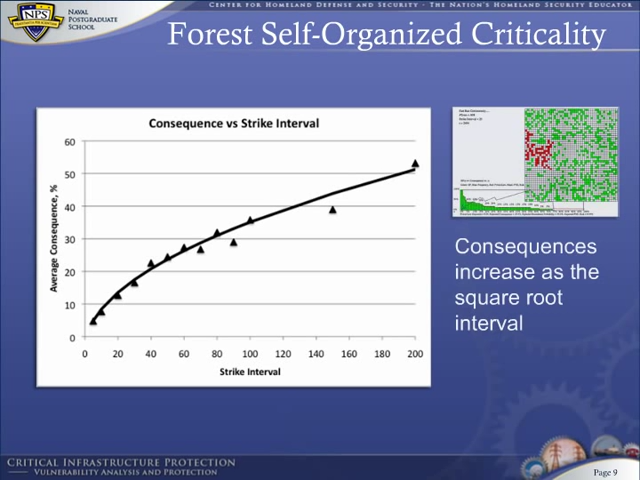 Center for Homeland Defense and Security - The Nation's Homeland Security Educator
NPS
Naval
Postgraduate
School
Forest Self-Organized Criticality
Consequence vs Strike Interval
60
50
40
30
20
10
0
Average Consequence, %
0 20 40 60 80 100 120 140 160 180 200
Strike Interval
Consequences
increase as the
square root
interval
Critical Infrastructure Protection
Vulnerability Analysis and Protection
Page 9